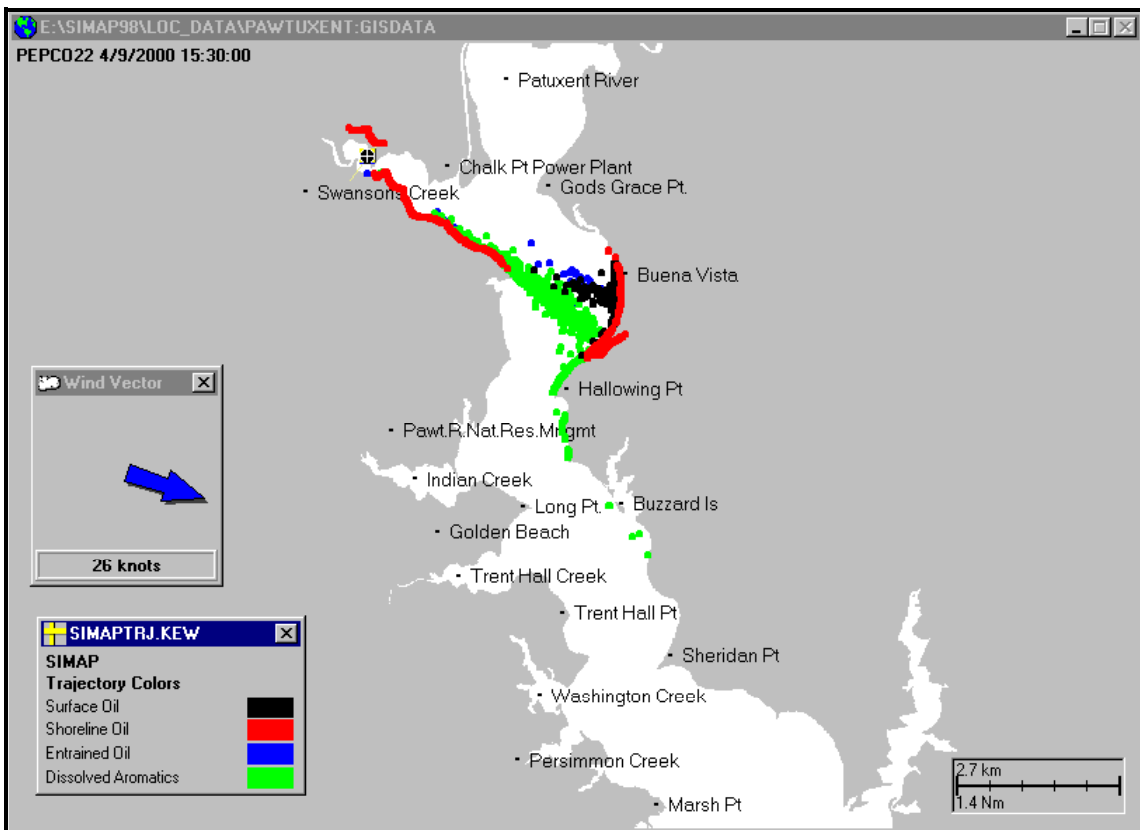 E:\SIMAP98\LOC_DATA\PAWTUXENT:GISDATA
PEPCO22 4/9/2000 15:30:00
Patuxent River
Chalk Pt Power Plant
Gods Grace Pt.
Swansons Creek
Buena Vista
Wind Vector
Hallowing Pt
Pawt.R.Nat.Res.Mngmt
Indian Creek
Long Pt.
Buzzard Is
Golden Beach
26 knots
Trent Hall Creek
Trent Hall Pt
SIMAPTRJ.KEW
SIMAP
Trajectory Colors
Surface Oil
Shoreline Oil
Entrained Oil
Dissolved Aromatics
Sheridan Pt
Washington Creek
Persimmon Creek
Marsh Pt
2.7 km
1.4 Nm